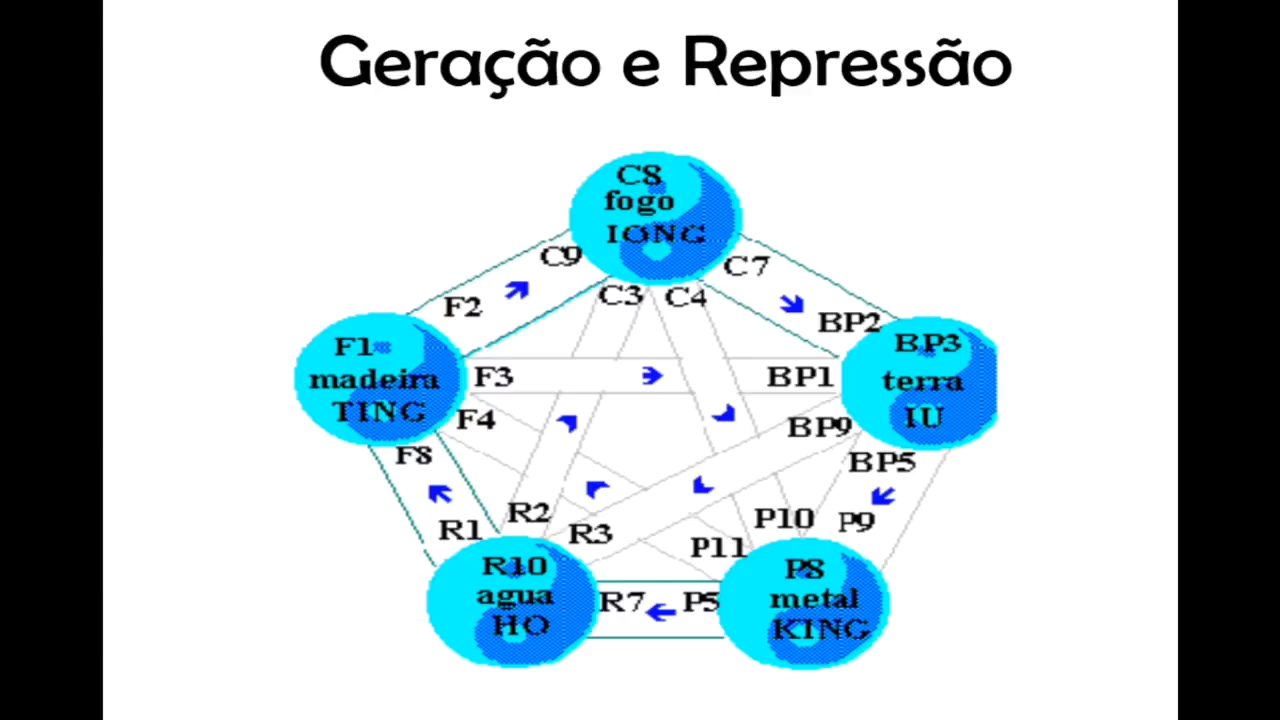 Geração e Repressão
C8
fogo
IONG
C9
C7
F2
C3
C4
BP2
F1
madeira
TING
F3
BP1
BP3
terra
IU
F4
BP9
F8
BP5
R1
R2
R3
P11
P10
P9
R10
agua
HO
R7
P5
P8
metal
KING